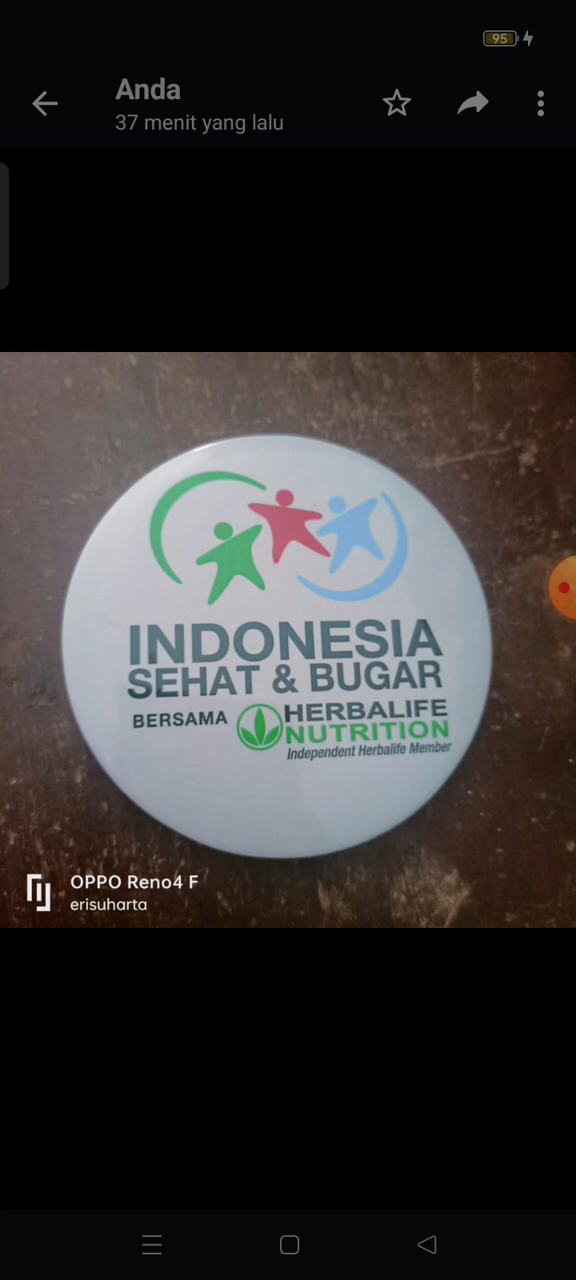 95
Anda
37 menit yang lalu
INDONESIA
SEHAT & BUGAR
BERSAMA HERBALIFE
NUTRITION
Independent Herbalife Member
OPPO Reno4 F
erisuharta